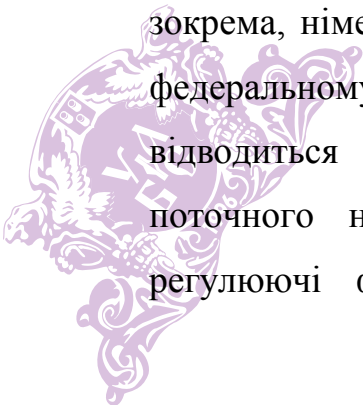 зокрема, німе
федеральному
відводиться
поточного н
регулюючі